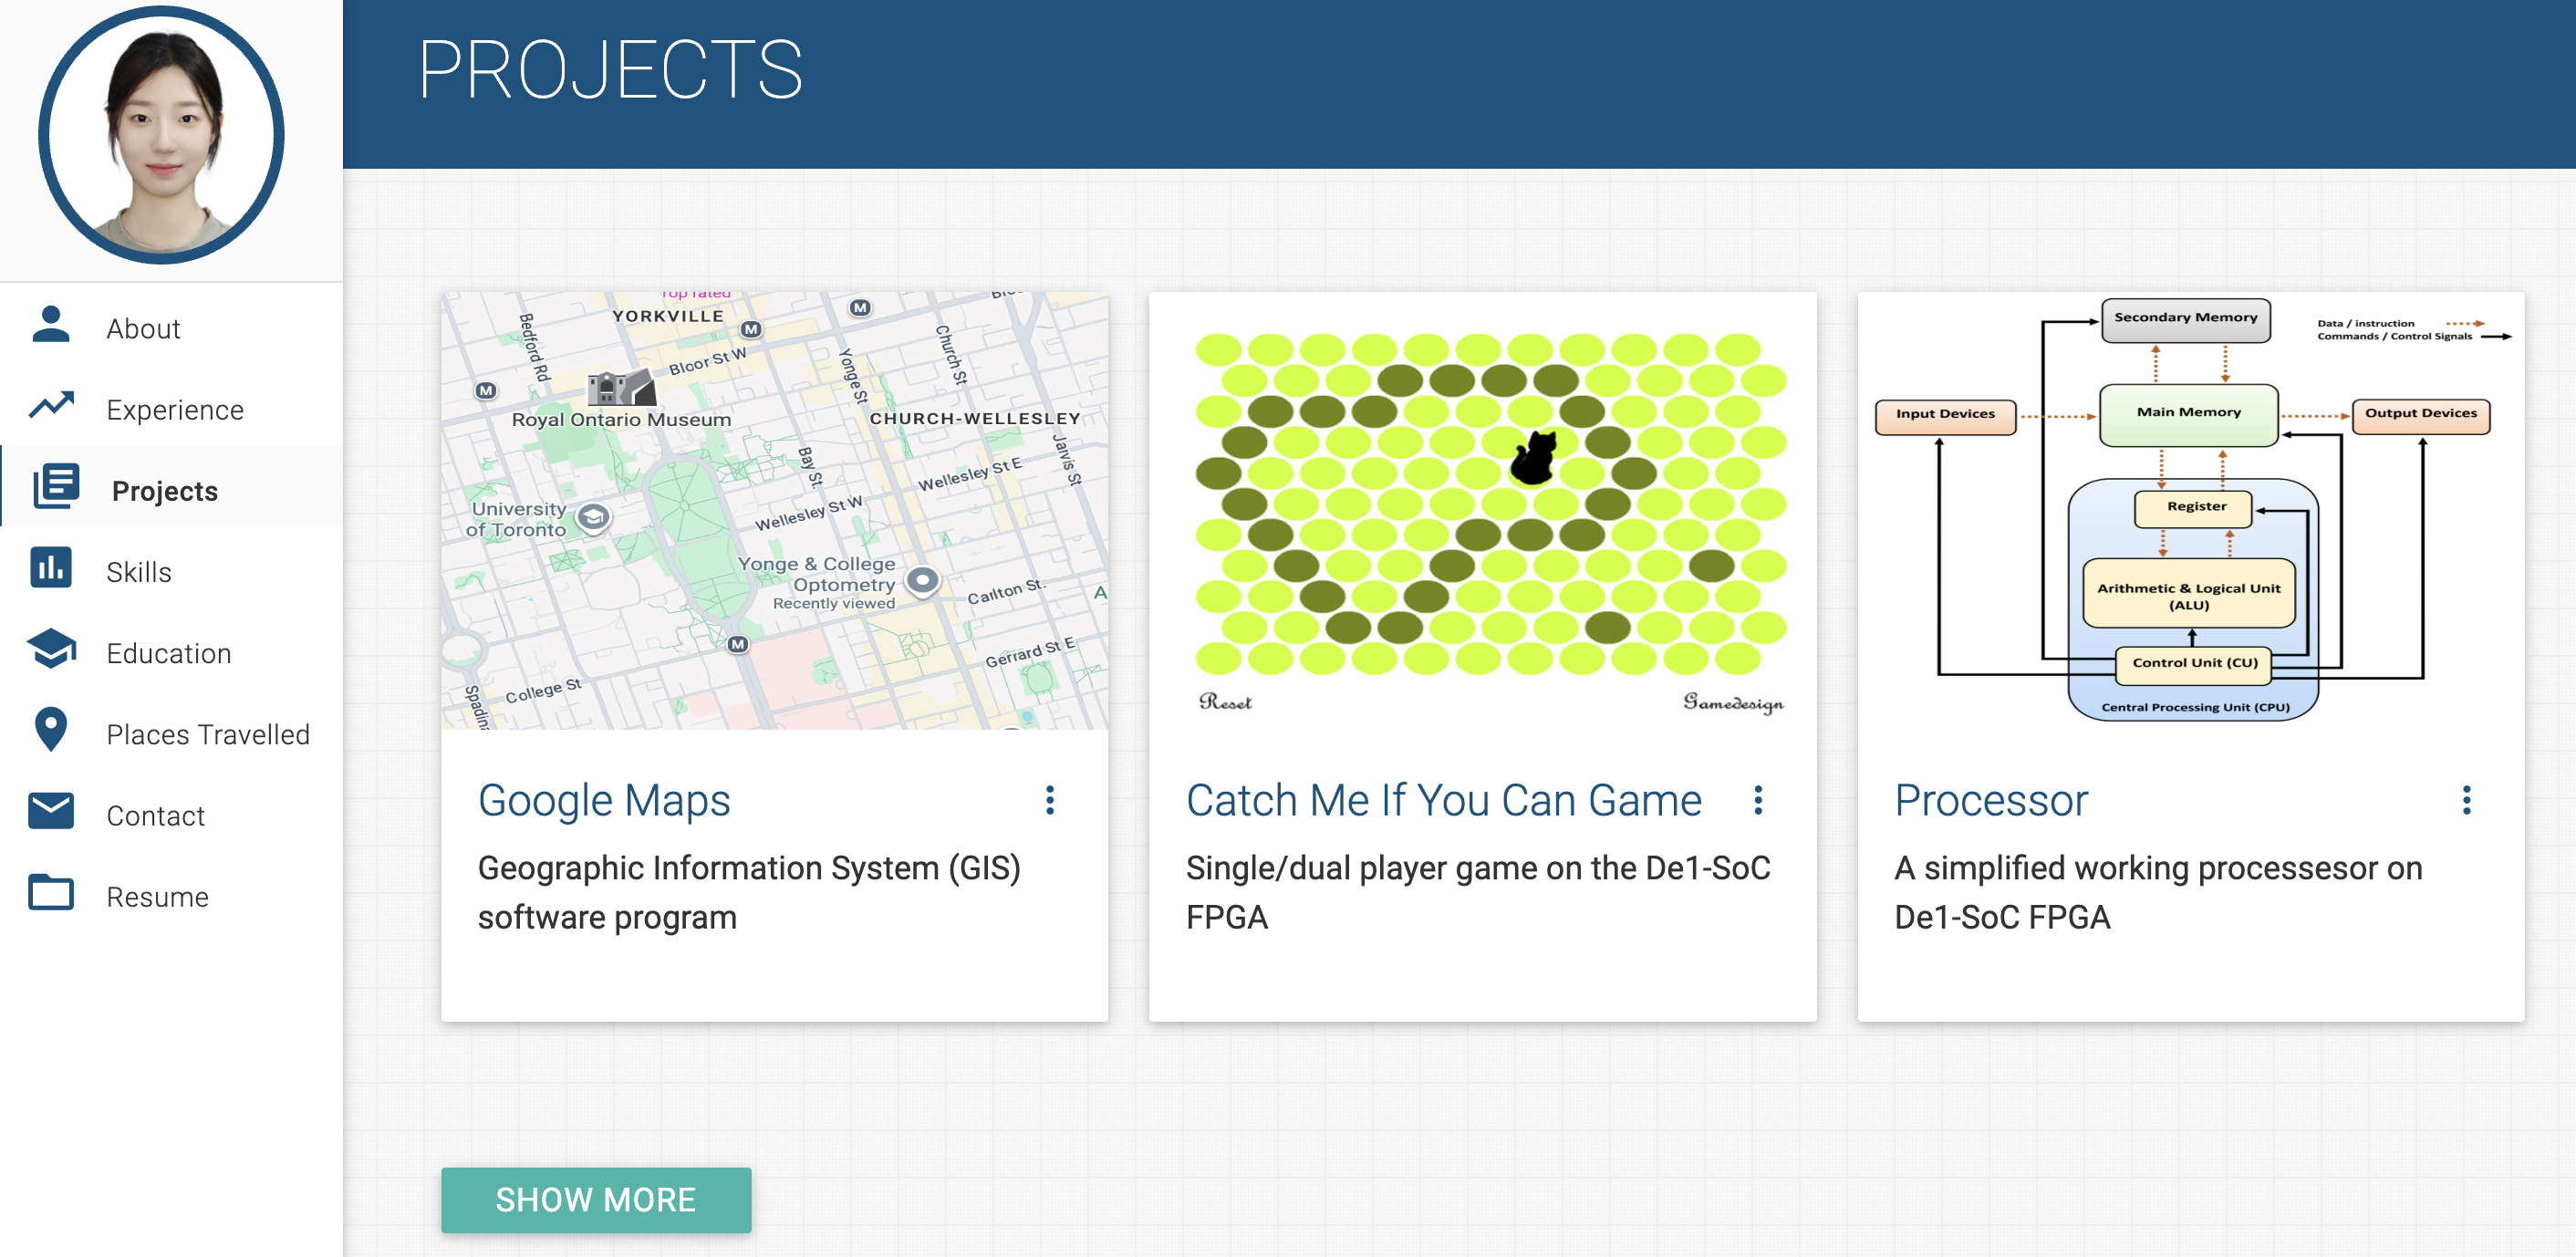 PROJECTS
About
Experience
Projects
Skills
Education
Places Travelled
Contact
Resume
Top rated
YORKVILLE
M
M
Bloor St W
Bedford Rd
Yonge St
Church St
M
Royal Ontario Museum
CHURCH-WELLESLEY
Jarvis St
Bay St.
Wellesley St E
University
of Toronto
Wellesley St W
Yonge & College
Optometry
Recently viewed
Carlton St.
A
M
Gerrard St E
College St
Spadina
Google Maps
Geographic Information System (GIS)
software program
Reset
Gamedesign
Catch Me If You Can Game
Single/dual player game on the De1-SoC
FPGA
Secondary Memory
Data / instruction
Commands / Control Signals
Input Devices
Main Memory
Output Devices
Register
Arithmetic & Logical Unit
(ALU)
Control Unit (CU)
Central Processing Unit (CPU)
Processor
A simplified working processesor on
De1-SoC FPGA
SHOW MORE